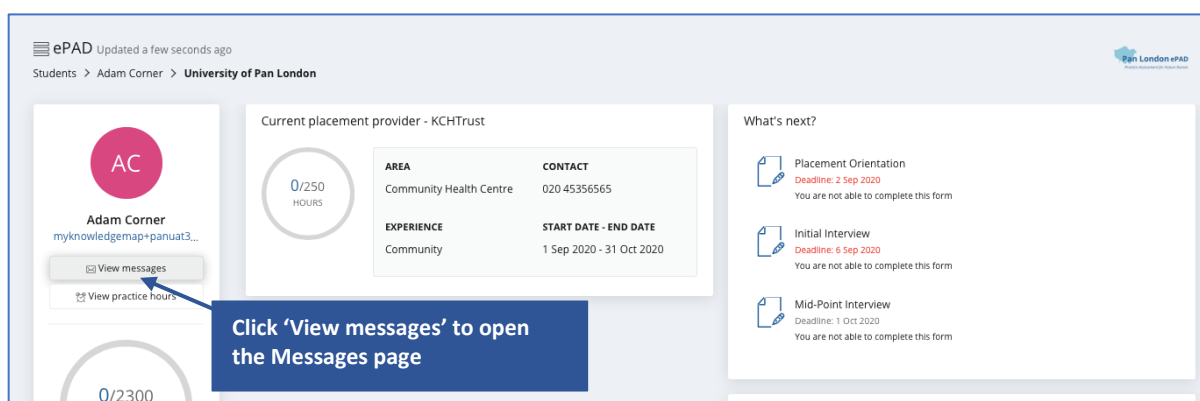 ePAD Updated a few seconds ago
Students > Adam Corner > University of Pan London
Pan London ePAD
AC
Adam Corner
myknowledgemap+panuat3...
View messages
View practice hours
0/2300
Current placement provider - KCHTrust
0/250
HOURS
AREA
Community Health Centre
CONTACT
020 45356565
EXPERIENCE
Community
START DATE - END DATE
1 Sep 2020 - 31 Oct 2020
Click ‘View messages’ to open
the Messages page
What's next?
Placement Orientation
Deadline: 2 Sep 2020
You are not able to complete this form
Initial Interview
Deadline: 6 Sep 2020
You are not able to complete this form
Mid-Point Interview
Deadline: 1 Oct 2020
You are not able to complete this form